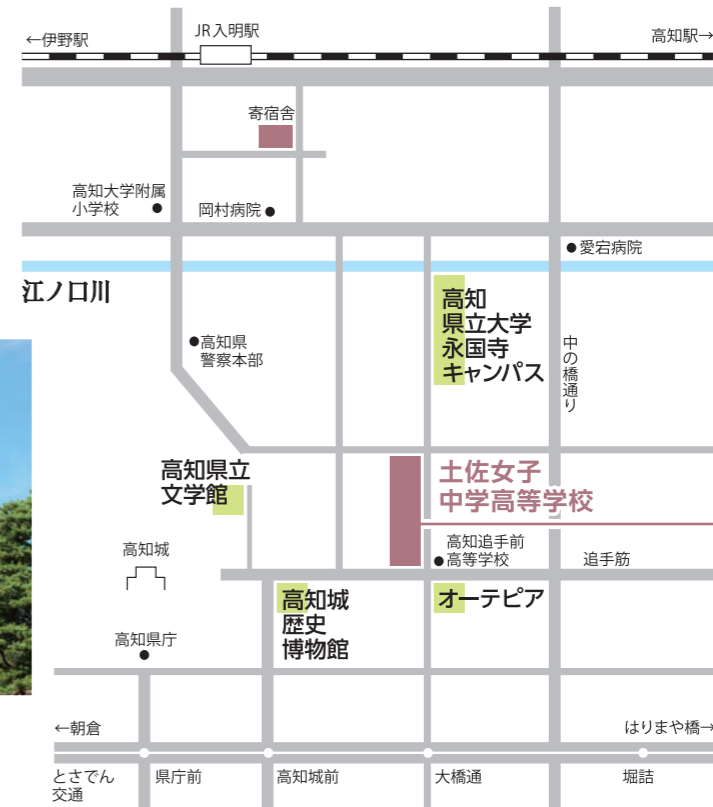 ←伊野駅
JR入明駅
高知駅→
寄宿舎
高知大学附属
小学校
岡村病院
愛宕病院
江ノ口川
高知
県立大学
永国寺
キャンパス
高知県
警察本部
中の橋通り
高知県立
文学館
土佐女子
中学高等学校
高知城
高知追手前
高等学校
追手筋
高知城
歴史
博物館
オーテピア
高知県庁
←朝倉
はりまや橋→
とさでん
交通
県庁前
高知城前
大橋通
堀詰